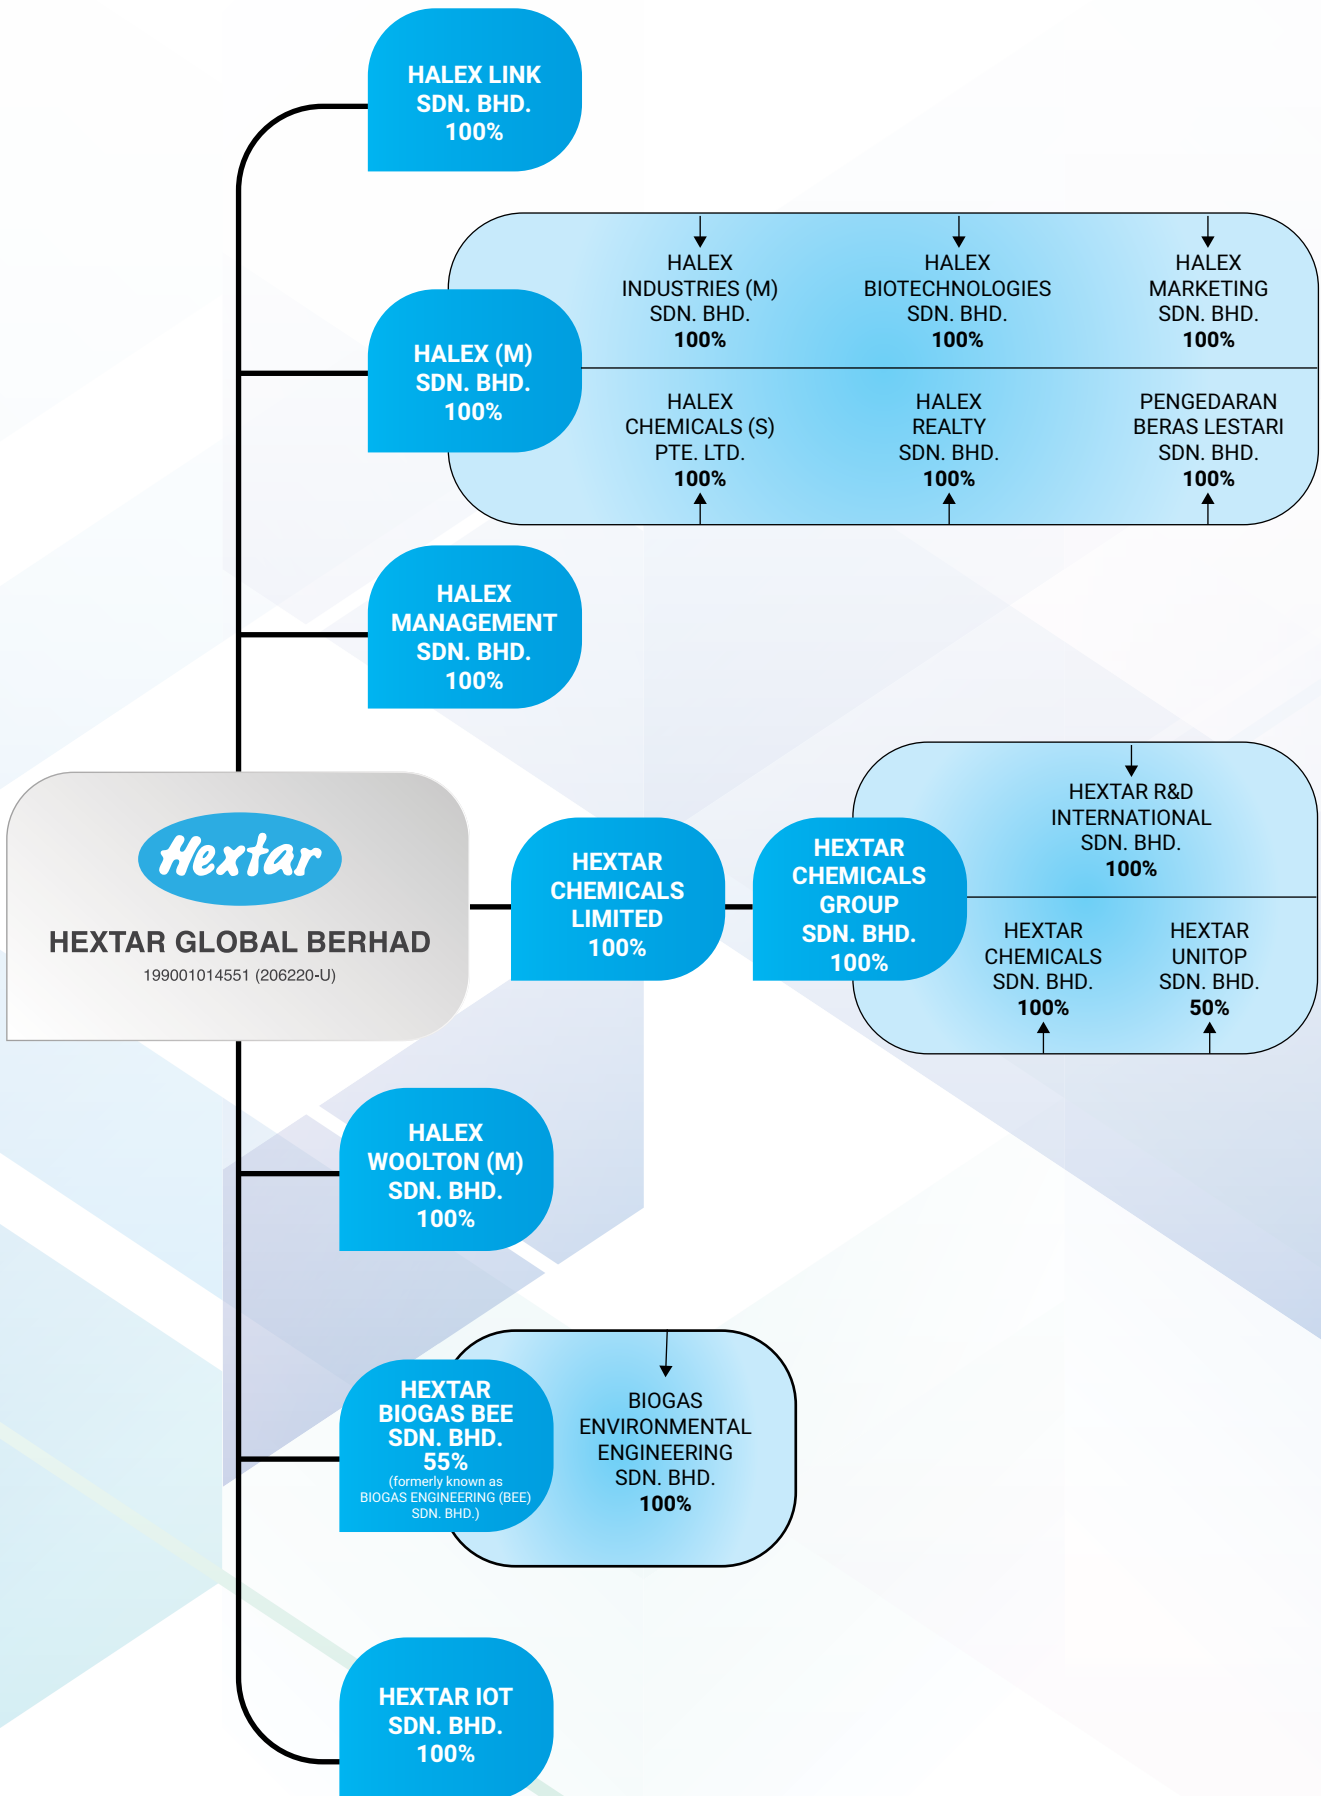 HALEX LINK
SDN. BHD.
100%
HALEX (M)
SDN. BHD.
100%
HALEX
INDUSTRIES (M)
SDN. BHD.
100%
HALEX
BIOTECHNOLOGIES
SDN. BHD.
100%
HALEX
MARKETING
SDN. BHD.
100%
HALEX
CHEMICALS (S)
PTE. LTD.
100%
HALEX
REALTY
SDN. BHD.
100%
PENGEDARAN
BERAS LESTARI
SDN. BHD.
100%
HALEX
MANAGEMENT
SDN. BHD.
100%
Hextar
HEXTAR GLOBAL BERHAD
199001014551 (206220-U)
HEXTAR
CHEMICALS
LIMITED
100%
HEXTAR
CHEMICALS
GROUP
SDN. BHD.
100%
HEXTAR R&D
INTERNATIONAL
SDN. BHD.
100%
HEXTAR
CHEMICALS
SDN. BHD.
100%
HEXTAR
UNITOP
SDN. BHD.
50%
HALEX
WOOLTON (M)
SDN. BHD.
100%
HEXTAR
BIOGAS BEE
SDN. BHD.
55%
(formerly known as
BIOGAS ENGINEERING (BEE)
SDN. BHD.)
BIOGAS
ENVIRONMENTAL
ENGINEERING
SDN. BHD.
100%
HEXTAR IOT
SDN. BHD.
100%